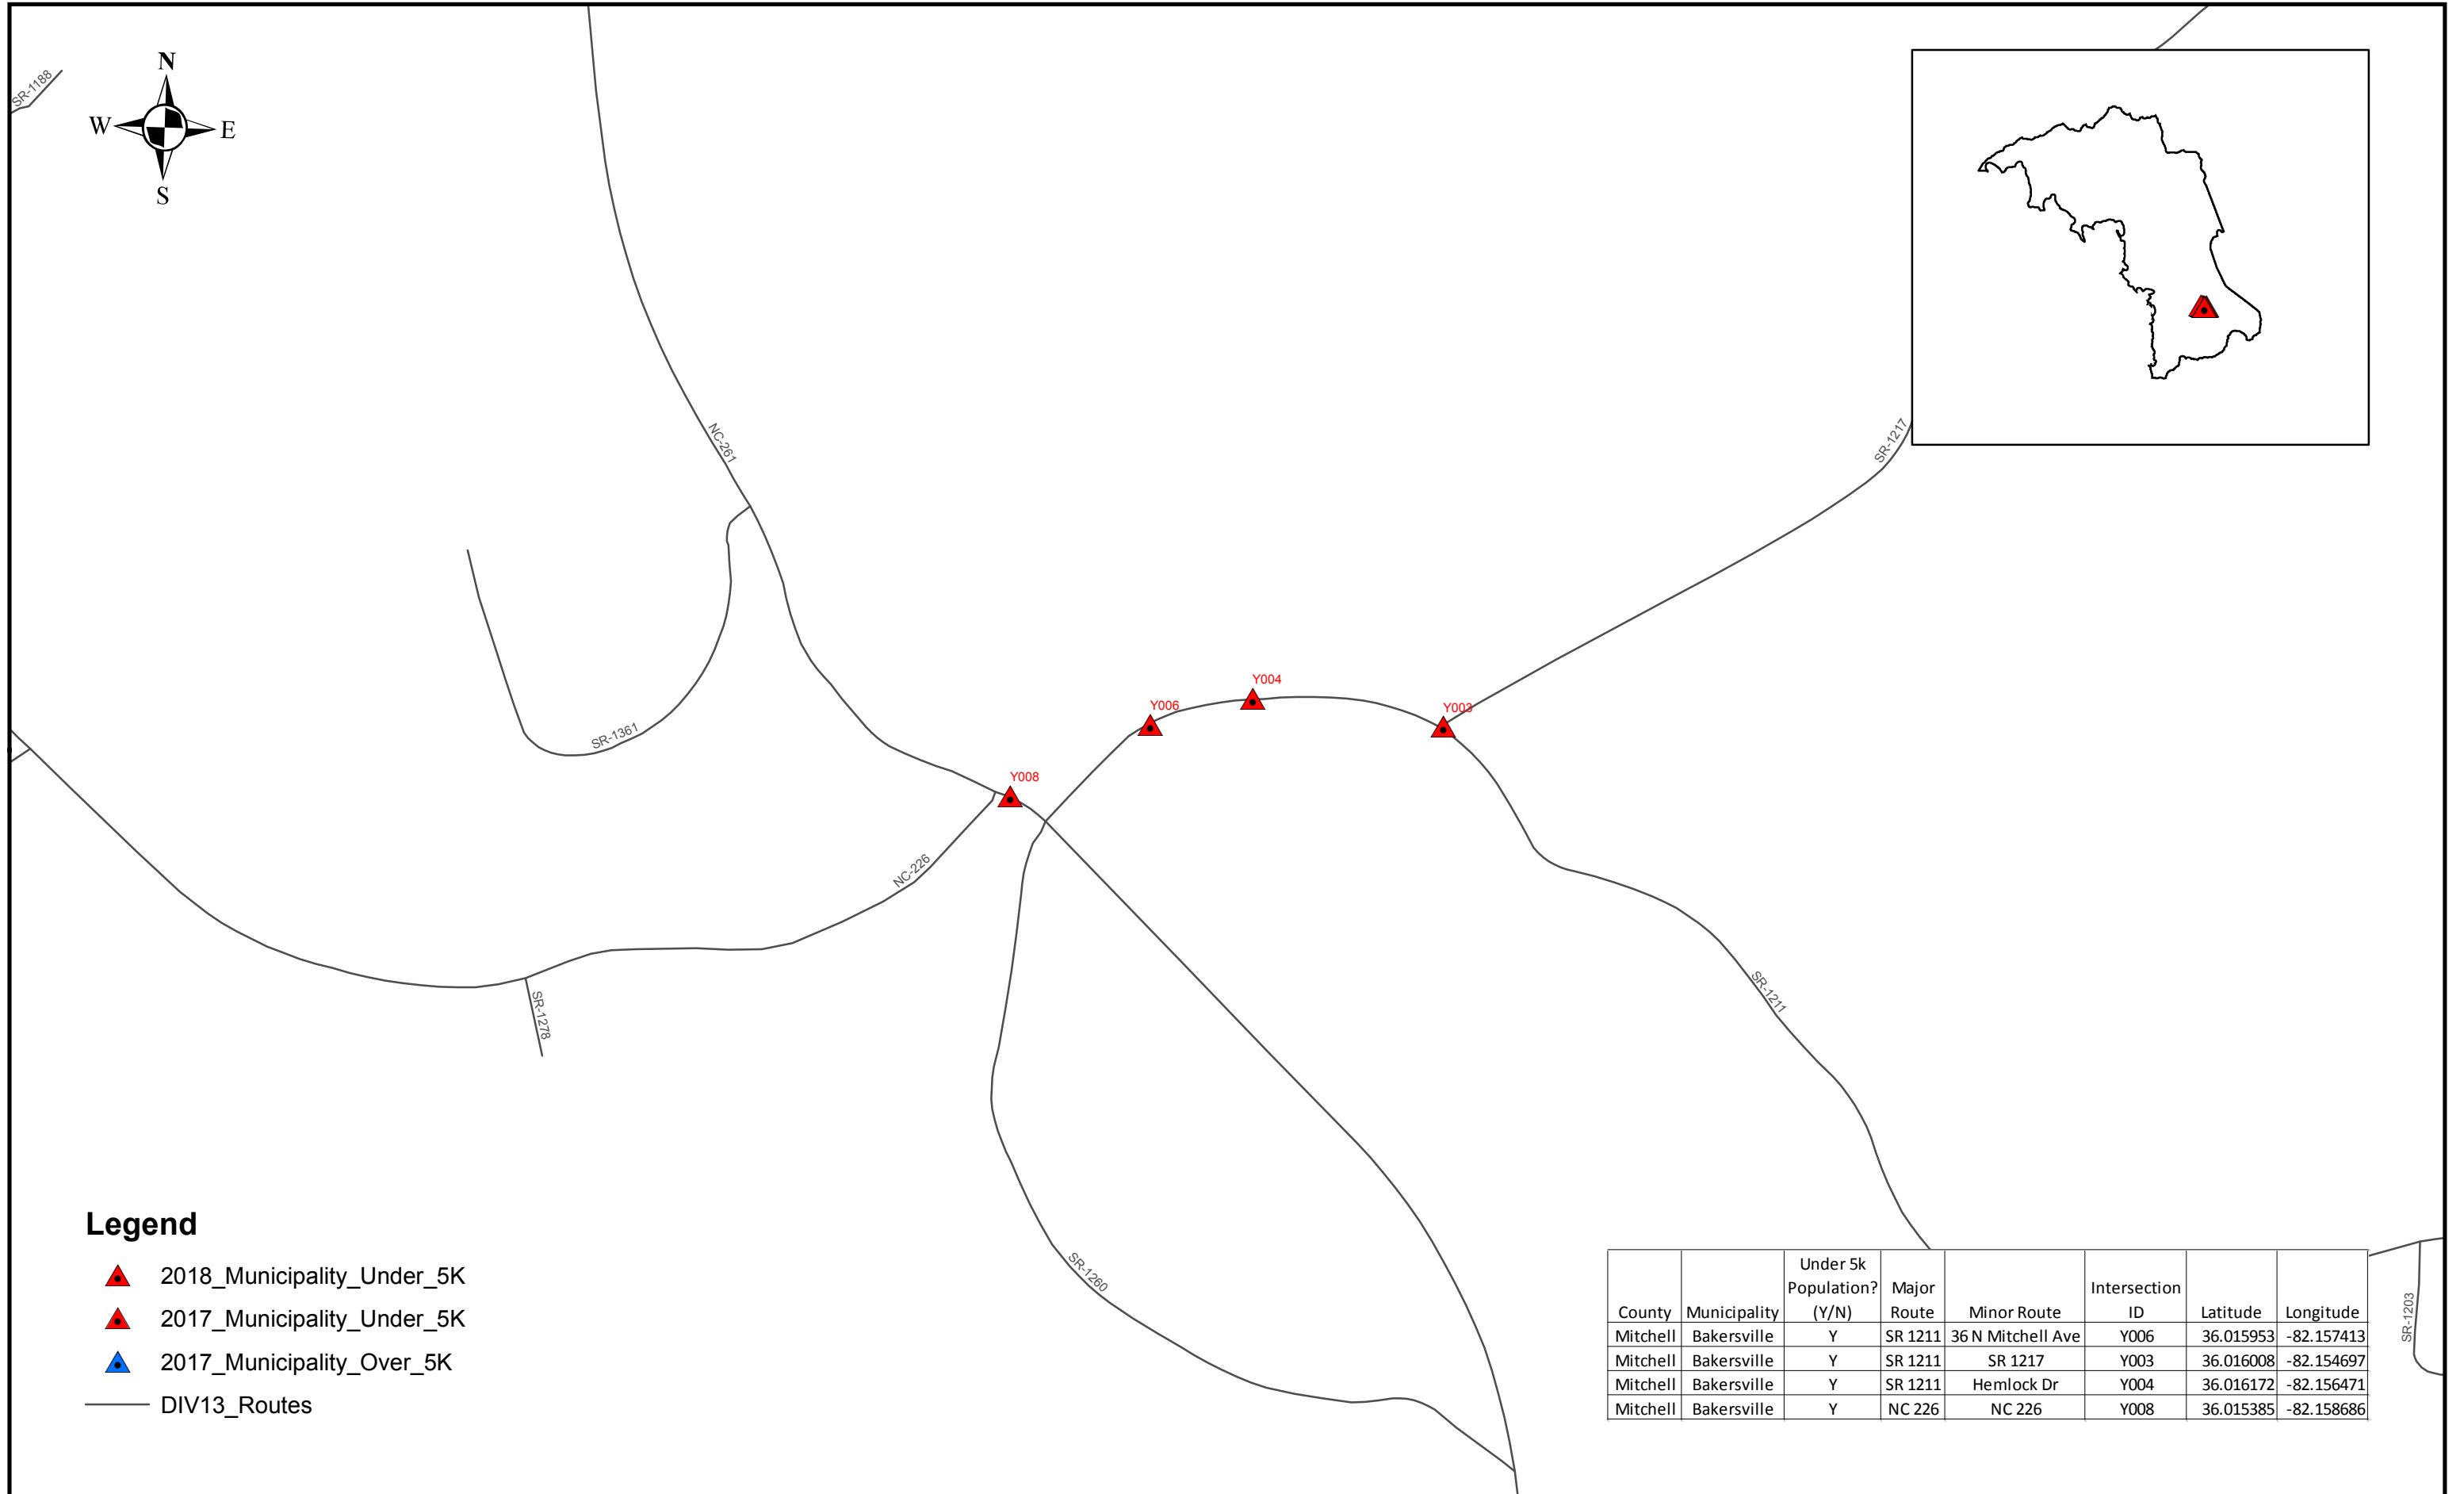 N
W E
S
SR-1188
NC-261
SR-1217
SR-1361
Y004
Y006
Y003
Y008
NC-226
SR-1278
SR-1211
SR-1260
SR-1203
Legend
2018_Municipality_Under_5K
2017_Municipality_Under_5K
2017_Municipality_Over_5K
DIV13_Routes
County Municipality Under 5k Population? (Y/N) Major Route Minor Route Intersection ID Latitude Longitude
Mitchell Bakersville Y SR 1211 36 N Mitchell Ave Y006 36.015953 -82.157413
Mitchell Bakersville Y SR 1211 SR 1217 Y003 36.016008 -82.154697
Mitchell Bakersville Y SR 1211 Hemlock Dr Y004 36.016172 -82.156471
Mitchell Bakersville Y NC 226 NC 226 Y008 36.015385 -82.158686